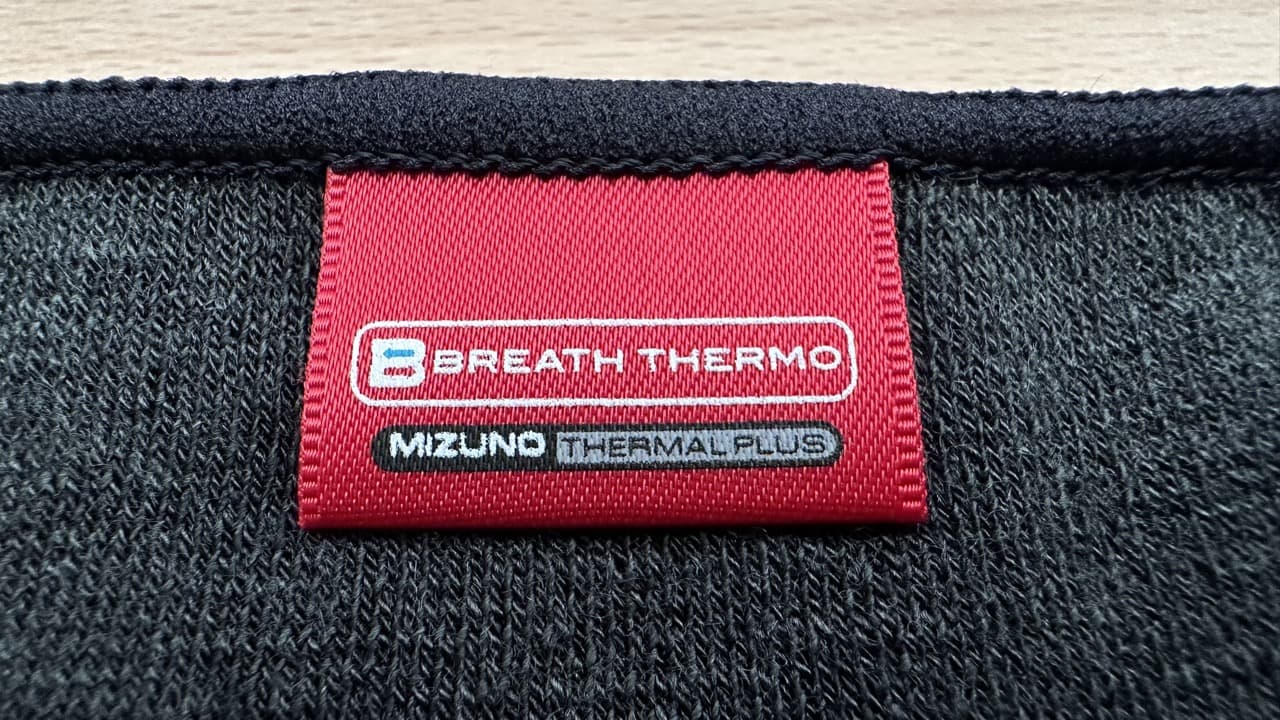 B BREATH THERMO
MIZUNO THERMAL PLUS